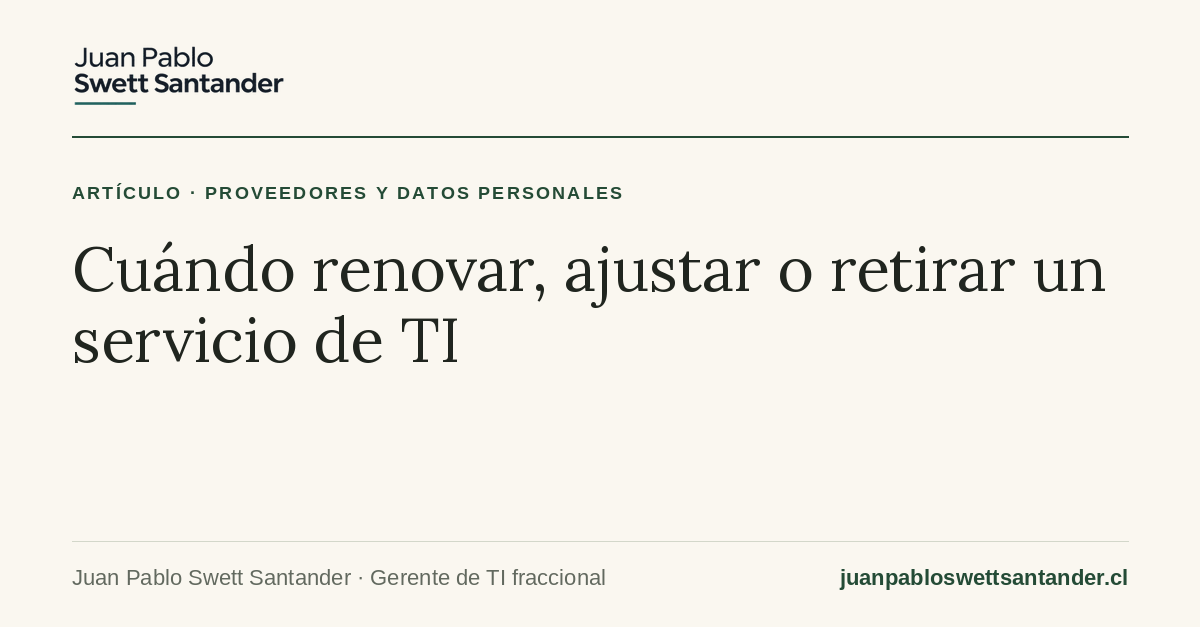 Juan Pablo
Swett Santander
ARTÍCULO · PROVEEDORES Y DATOS PERSONALES
Cuándo renovar, ajustar o retirar un
servicio de TI
Juan Pablo Swett Santander · Gerente de TI fraccional
juanpabloswettsantander.cl